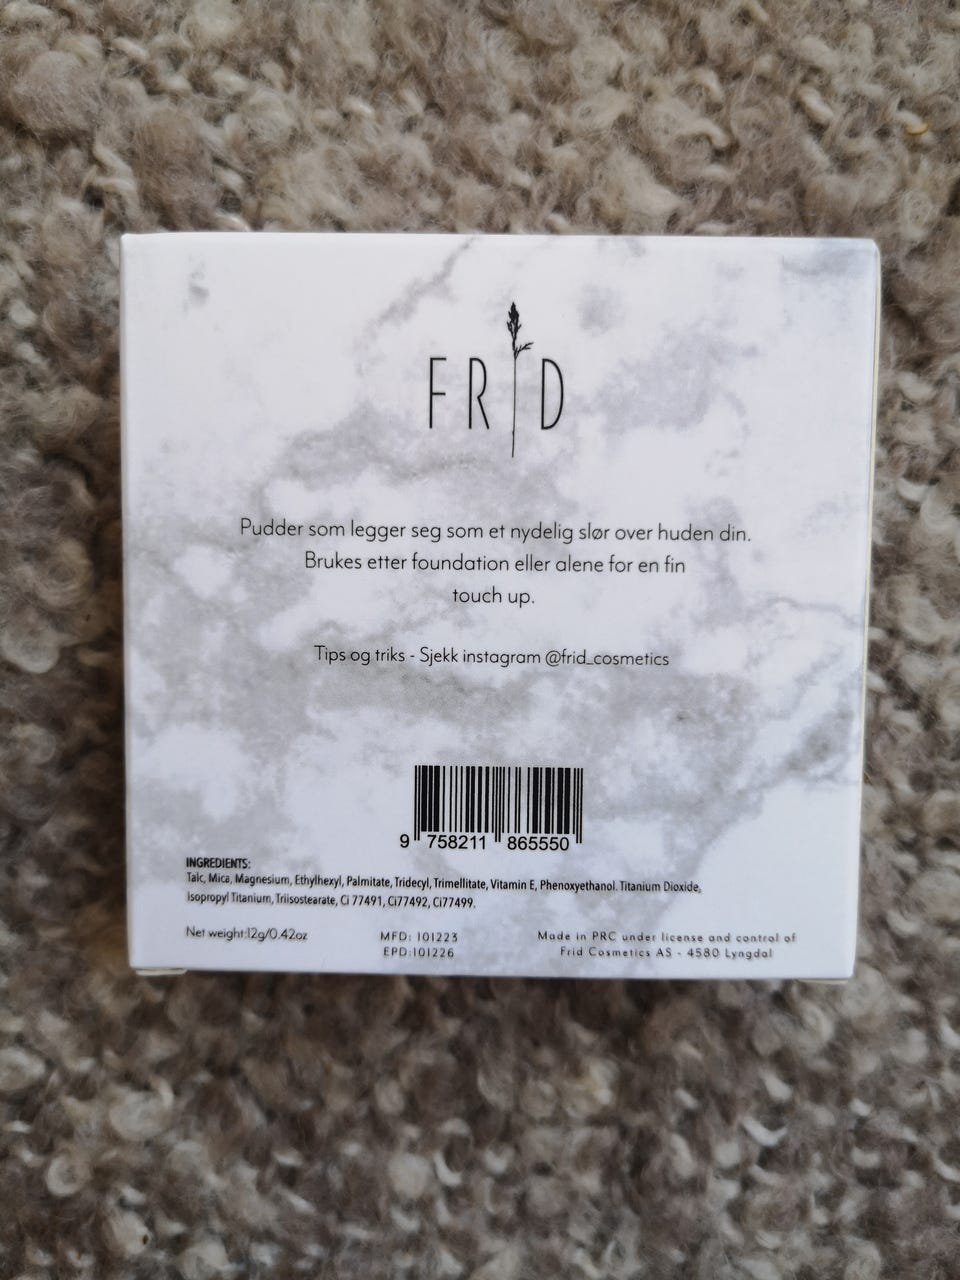 FRID
Pudder som legger seg som et nydelig slør over huden din.
Brukes etter foundation eller alene for en fin
touch up.
Tips og triks - Sjekk instagram @frid_cosmetics
9 758211 865550
INGREDIENTS:
Talc, Mica, Magnesium, Ethylhexyl, Palmitate, Tridecyl, Trimellitate, Vitamin E, Phenoxyethanol. Titanium Dioxide,
Isopropyl Titanium, Triisostearate, Ci 77491, Ci77492, Ci77499.
Net weight:12g/0.42oz
MFD: 101223
EPD:101226
Made in PRC under license and control of
Frid Cosmetics AS - 4580 Lyngdal